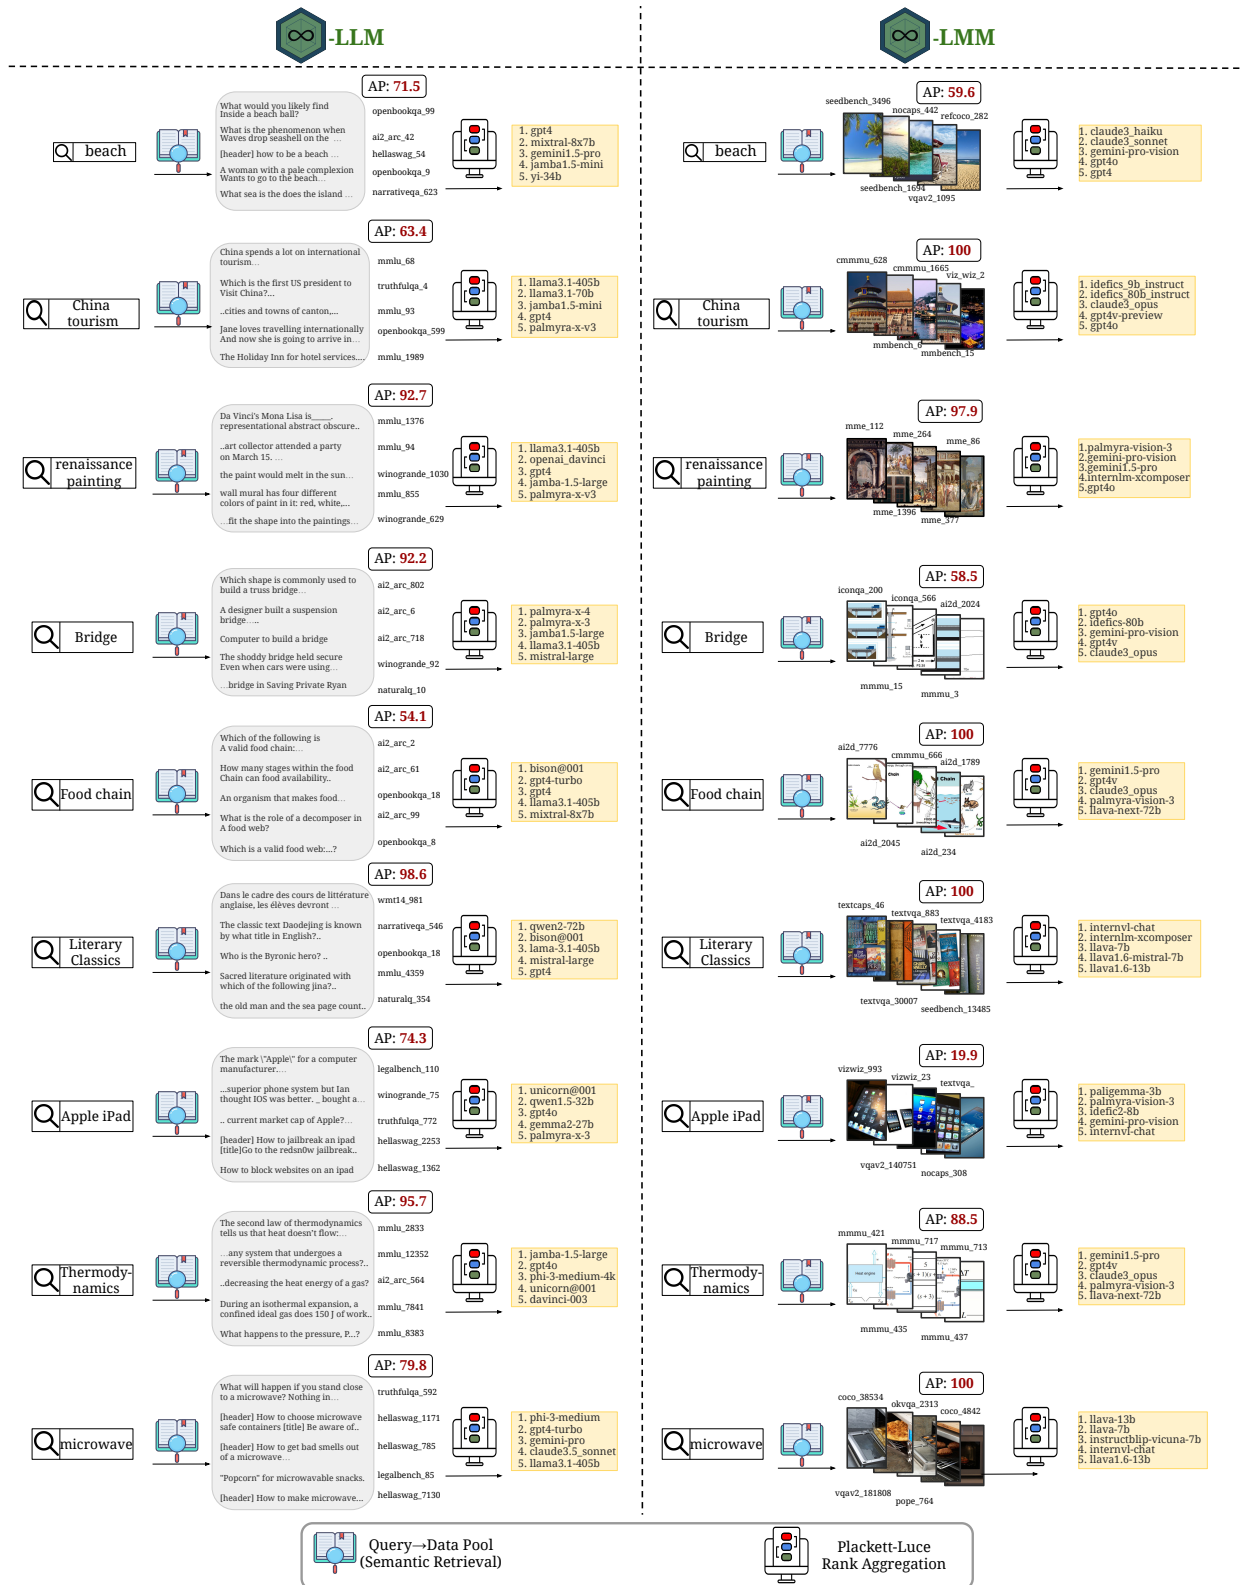 -LLM
-LMM
beach
AP: 71.5
What would you likely find
Inside a beach ball?
What is the phenomenon when
Waves drop seashell on the ...
[header] how to be a beach ...
A woman with a pale complexion
Wants to go to the beach...
What sea is the does the island ...
openbookqa_99
ai2_arc_42
hellaswag_54
openbookqa_9
narrativeqa_623
1. gpt4
2. mixtral-8x7b
3. gemini1.5-pro
4. jamba1.5-mini
5. yi-34b
beach
AP: 59.6
seedbench_3496
nocaps_442
refcoco_282
seedbench_1694
vqav2_1095
1. claude3_haiku
2. claude3_sonnet
3. gemini-pro-vision
4. gpt4o
5. gpt4
China
tourism
AP: 63.4
China spends a lot on international
tourism...
Which is the first US president to
Visit China?...
..cities and towns of canton,...
Jane loves travelling internationally
And now she is going to arrive in...
The Holiday Inn for hotel services....
mmlu_68
truthfulqa_4
mmlu_93
openbookqa_599
mmlu_1989
1. llama3.1-405b
2. llama3.1-70b
3. jamba1.5-mini
4. gpt4
5. palmyra-x-v3
China
tourism
AP: 100
cmmmu_628
cmmmu_1665
viz_wiz_2
mmbench_6
mmbench_15
1. idefics_9b_instruct
2. idefics_80b_instruct
3. claude3_opus
4. gpt4v-preview
5. gpt4o
renaissance
painting
AP: 92.7
Da Vinci's Mona Lisa is_____.
representational abstract obscure..
..art collector attended a party
on March 15. ...
the paint would melt in the sun...
wall mural has four different
colors of paint in it: red, white,...
...fit the shape into the paintings...
mmlu_1376
mmlu_94
winogrande_1030
mmlu_855
winogrande_629
1. llama3.1-405b
2. openai_davinci
3. gpt4
4. jamba-1.5-large
5. palmyra-x-v3
renaissance
painting
AP: 97.9
mme_112
mme_264
mme_86
mme_1396
mme_377
1.palmyra-vision-3
2.gemini-pro-vision
3.gemini1.5-pro
4.internlm-xcomposer
5.gpt4o
Bridge
AP: 92.2
Which shape is commonly used to
build a truss bridge...
A designer built a suspension
bridge.....
Computer to build a bridge
The shoddy bridge held secure
Even when cars were using...
...bridge in Saving Private Ryan
ai2_arc_802
ai2_arc_6
ai2_arc_718
winogrande_92
naturalq_10
1. palmyra-x-4
2. palmyra-x-3
3. jamba1.5-large
4. llama3.1-405b
5. mistral-large
Bridge
AP: 58.5
iconqa_200
iconqa_566
ai2d_2024
mmmu_15
mmmu_3
1. gpt4o
2. idefics-80b
3. gemini-pro-vision
4. gpt4v
5. claude3_opus
Food chain
AP: 54.1
Which of the following is
A valid food chain:...
How many stages within the food
Chain can food availability..
An organism that makes food...
What is the role of a decomposer in
A food web?
Which is a valid food web:...?
ai2_arc_2
ai2_arc_61
openbookqa_18
ai2_arc_99
openbookqa_8
1. bison@001
2. gpt4-turbo
3. gpt4
4. llama3.1-405b
5. mixtral-8x7b
Food chain
AP: 100
ai2d_7776
cmmmu_666
ai2d_1789
Chain
Chain
ai2d_2045
ai2d_234
1. gemini1.5-pro
2. gpt4v
3. claude3_opus
4. palmyra-vision-3
5. llava-next-72b
Literary
Classics
AP: 98.6
Dans le cadre des cours de littérature
anglaise, les élèves devront ...
The classic text Daodejing is known
by what title in English?..
Who is the Byronic hero? ..
Sacred literature originated with
which of the following jina?..
the old man and the sea page count..
wmt14_981
narrativeqa_546
openbookqa_18
mmlu_4359
naturalq_354
1. qwen2-72b
2. bison@001
3. lama-3.1-405b
4. mistral-large
5. gpt4
Literary
Classics
AP: 100
textcaps_46
textvqa_883
textvqa_4183
textvqa_30007
seedbench_13485
1. internvl-chat
2. internlm-xcomposer
3. llava-7b
4. llava1.6-mistral-7b
5. llava1.6-13b
Apple iPad
AP: 74.3
The mark \"Apple\" for a computer
manufacturer....
...superior phone system but Ian
thought IOS was better. _ bought a...
.. current market cap of Apple?...
[header] How to jailbreak an ipad
[title]Go to the redsn0w jailbreak..
How to block websites on an ipad
legalbench_110
winogrande_75
truthfulqa_772
hellaswag_2253
hellaswag_1362
1. unicorn@001
2. qwen1.5-32b
3. gpt4o
4. gemma2-27b
5. palmyra-x-3
Apple iPad
AP: 19.9
vizwiz_993
vizwiz_23
textvqa_
vqav2_140751
nocaps_308
1. paligemma-3b
2. palmyra-vision-3
3. idefic2-8b
4. gemini-pro-vision
5. internvl-chat
Thermody-
namics
AP: 95.7
The second law of thermodynamics
tells us that heat doesn't flow:...
...any system that undergoes a
reversible thermodynamic process?..
..decreasing the heat energy of a gas?
During an isothermal expansion, a
confined ideal gas does 150 J of work..
What happens to the pressure, P...?
mmlu_2833
mmlu_12352
ai2_arc_564
mmlu_7841
mmlu_8383
1. jamba-1.5-large
2. gpt4o
3. phi-3-medium-4k
4. unicorn@001
5. davinci-003
Thermody-
namics
AP: 88.5
mmmu_421
mmmu_717
mmmu_713
Heat engine
mmmu_435
mmmu_437
1. gemini1.5-pro
2. gpt4v
3. claude3_opus
4. palmyra-vision-3
5. llava-next-72b
microwave
AP: 79.8
What will happen if you stand close
to a microwave? Nothing in...
[header] How to choose microwave
safe containers [title] Be aware of..
[header] How to get bad smells out
of a microwave...
"Popcorn" for microwavable snacks.
[header] How to make microwave...
truthfulqa_592
hellaswag_1171
hellaswag_785
legalbench_85
hellaswag_7130
1. phi-3-medium
2. gpt4-turbo
3. gemini-pro
4. claude3.5_sonnet
5. llama3.1-405b
microwave
AP: 100
coco_38534
okvqa_2313
coco_4842
vqav2_181808
pope_764
1. llava-13b
2. llava-7b
3. instructblip-vicuna-7b
4. internvl-chat
5. llava1.6-13b
Query→Data Pool
(Semantic Retrieval)
Plackett-Luce
Rank Aggregation